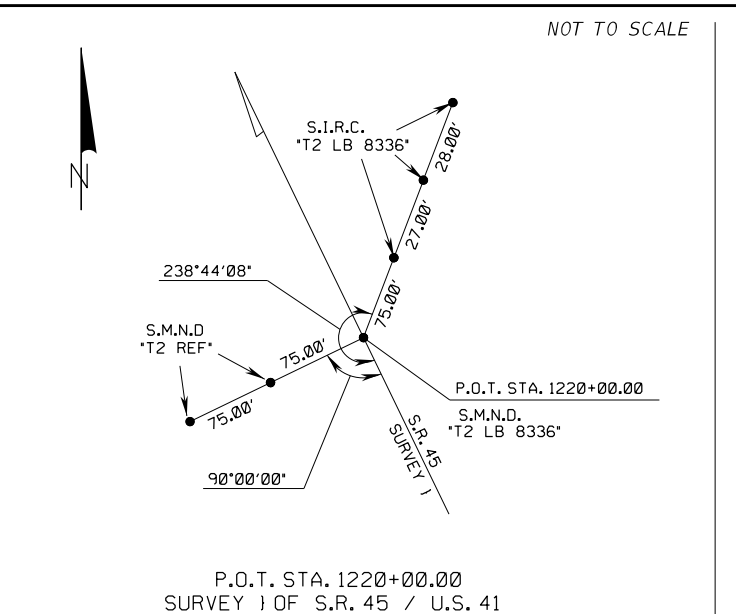 NOT TO SCALE
N
S.I.R.C.
"T2 LB 8336"
28.00'
27.00'
75.00'
238°44'08"
S.M.N.D
"T2 REF"
75.00'
75.00'
P.O.T. STA. 1220+00.00
S.M.N.D.
"T2 LB 8336"
S.R. 45
SURVEY 1
90°00'00"
P.O.T. STA. 1220+00.00
SURVEY 1 OF S.R. 45 / U.S. 41